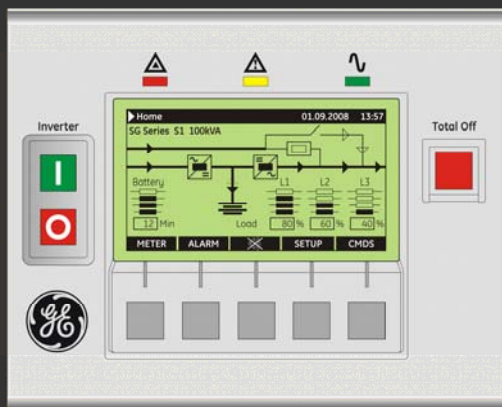 Inverter
Total Off
Home 01.09.2008 13:57
SG Series S1 100kVA
Battery L1 L2 L3
12 Min Load 80 % 60 % 40 %
METER ALARM SETUP CMDS
I
O
GE